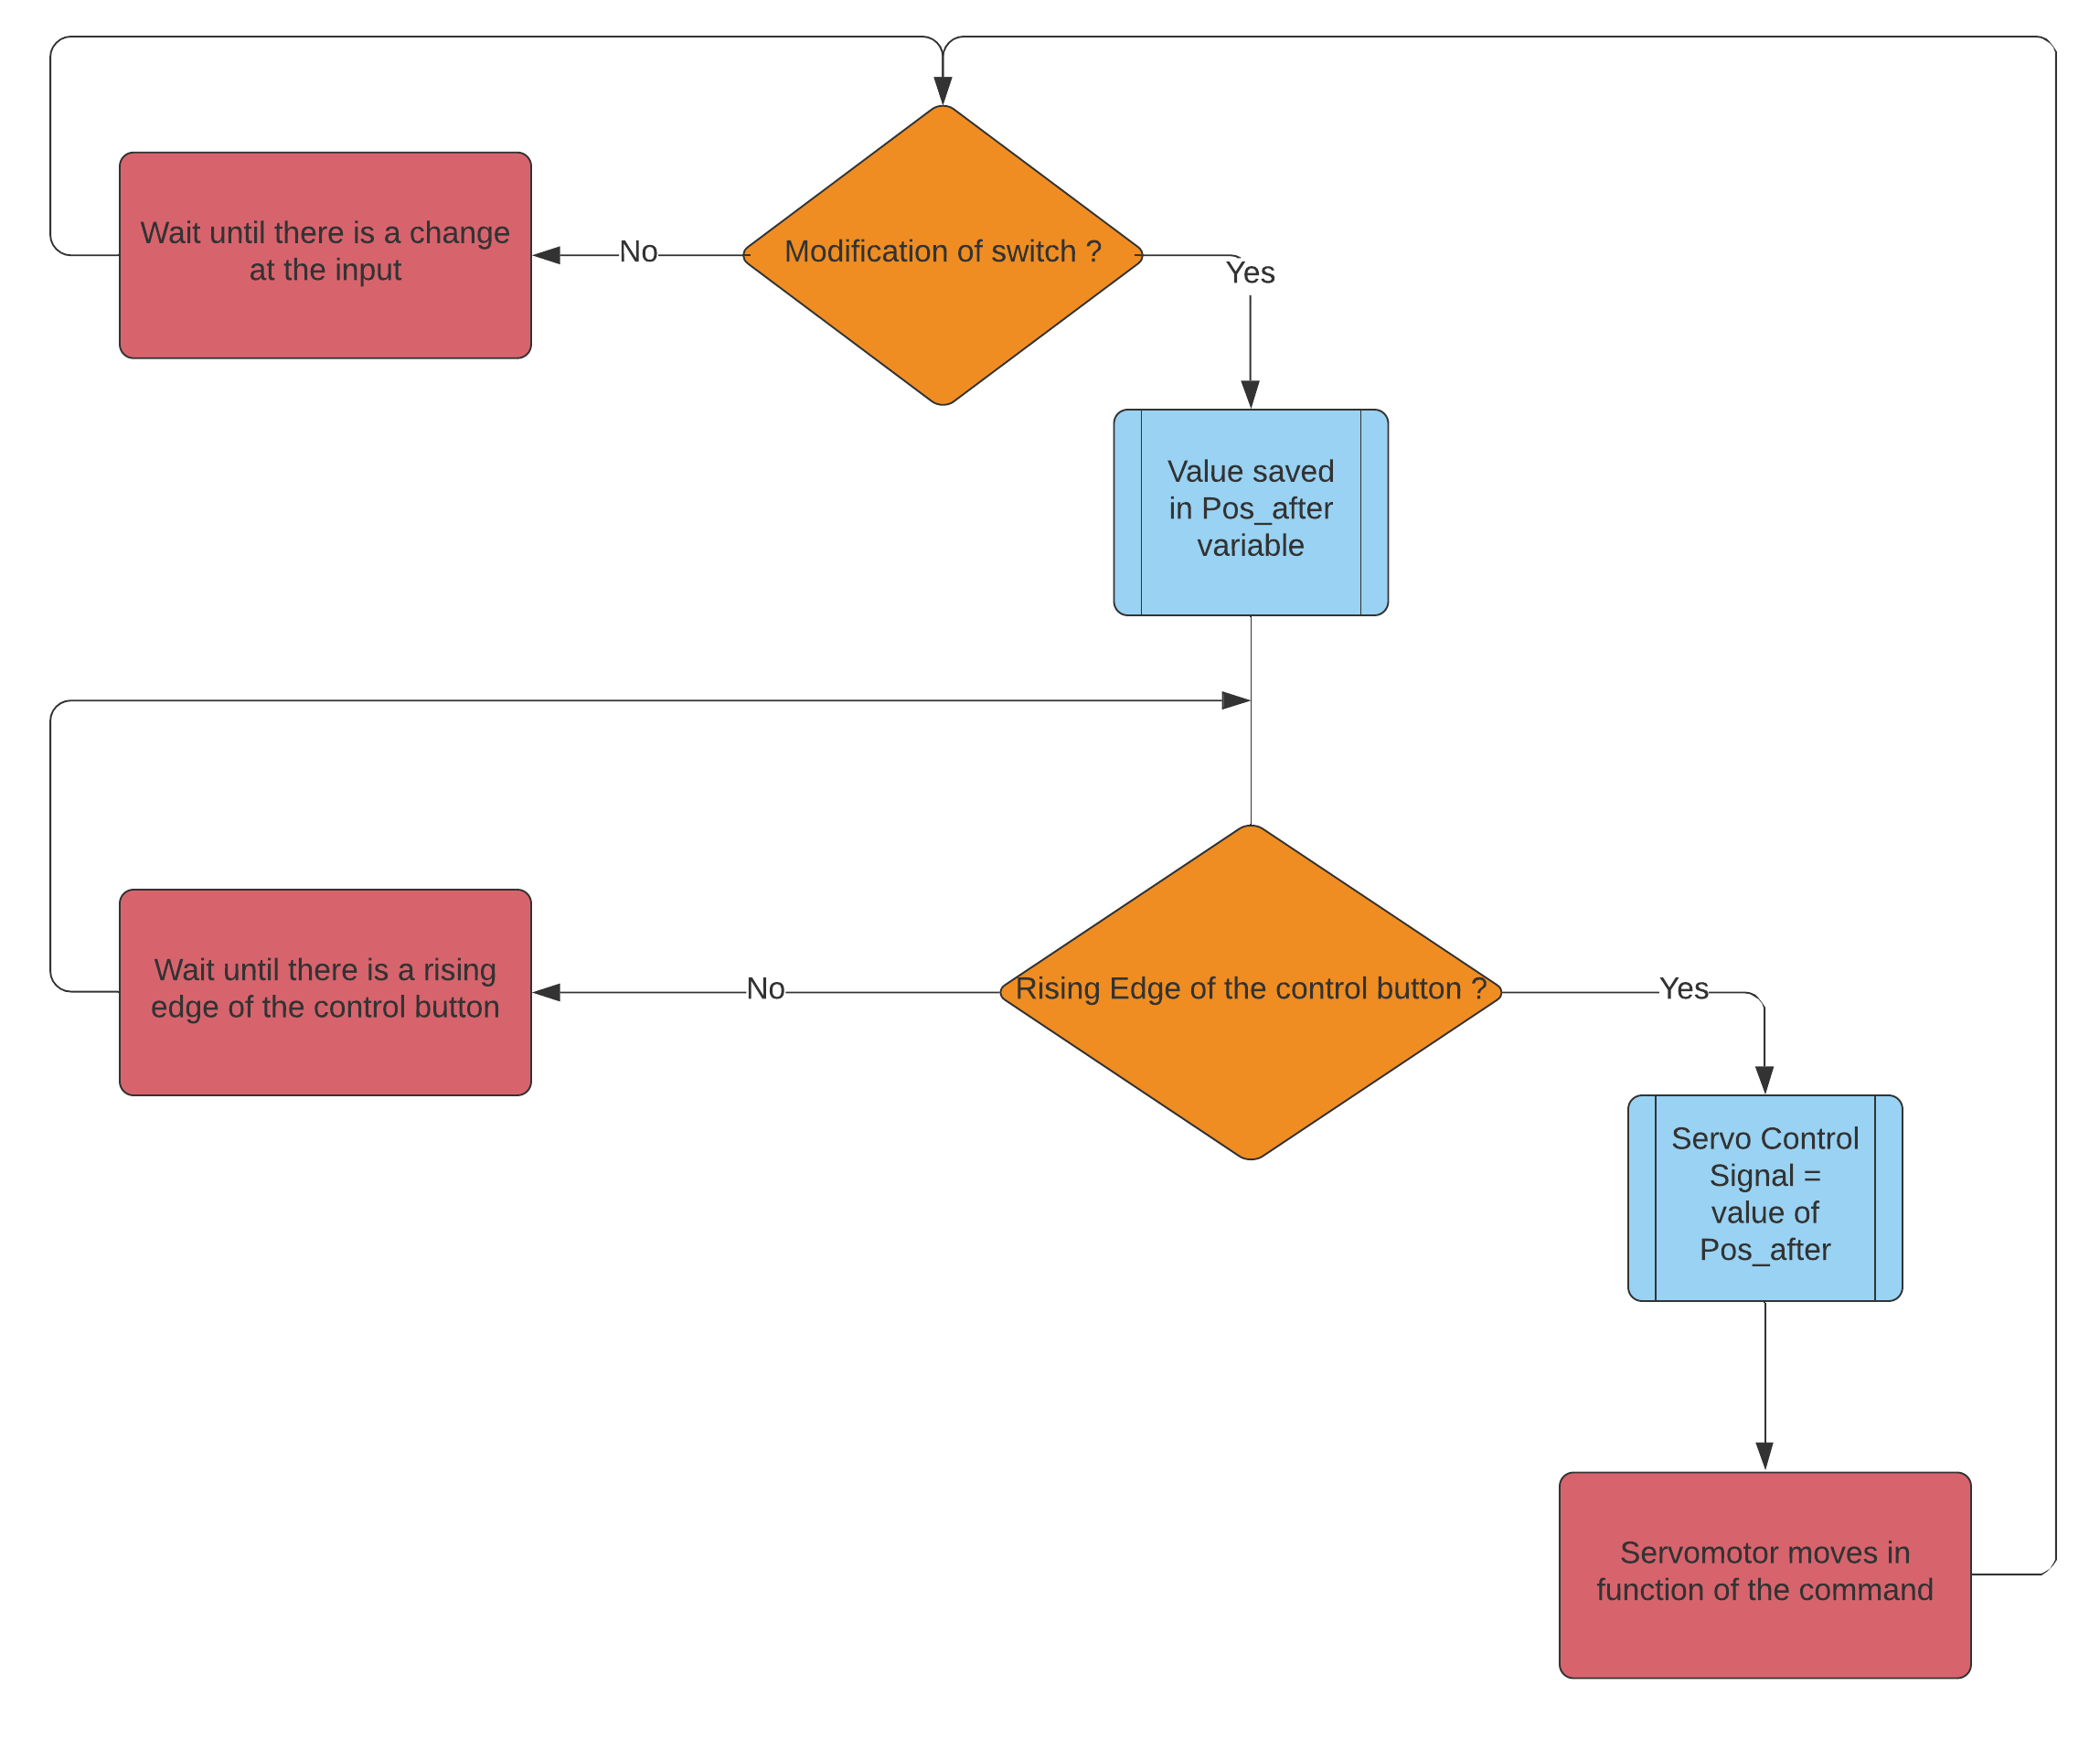 Wait until there is a change
at the input
No
Modification of switch ?
Yes
Value saved
in Pos_after
variable
Wait until there is a rising
edge of the control button
No
Rising Edge of the control button ?
Yes
Servo Control
Signal =
value of
Pos_after
Servomotor moves in
function of the command